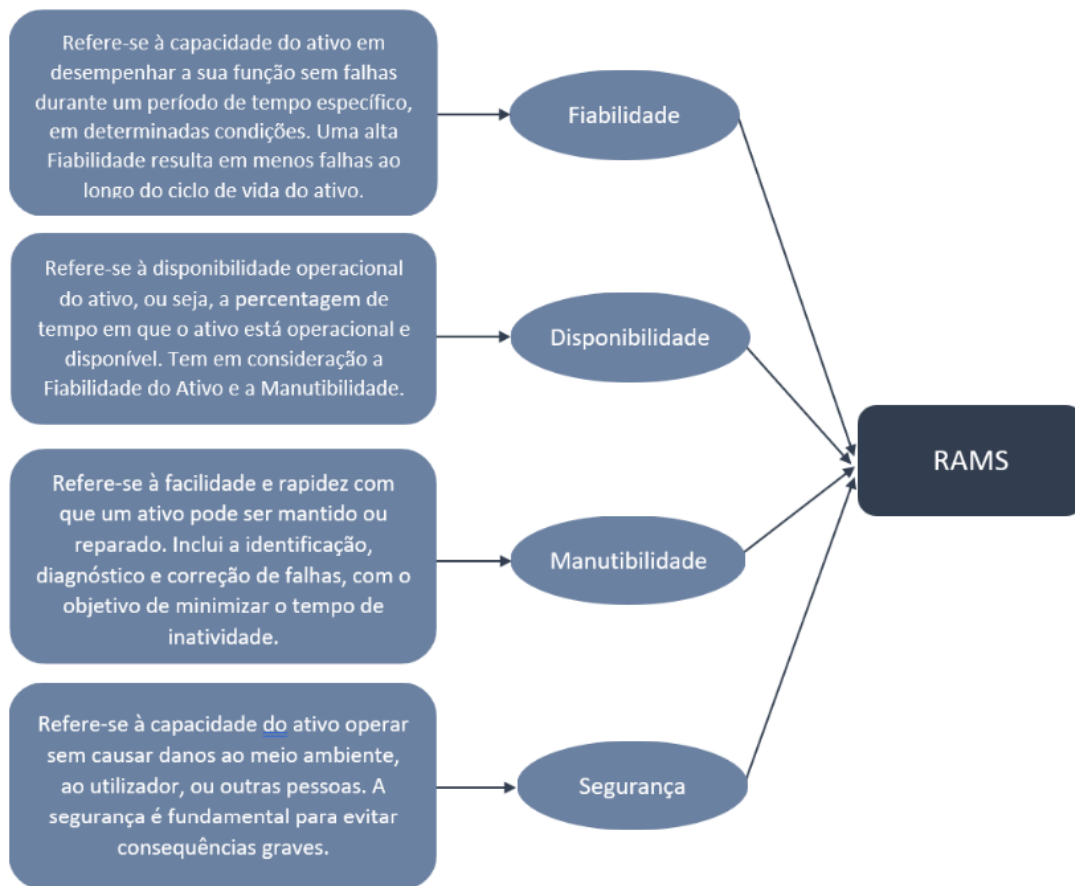 Refere-se à capacidade do ativo em
desempenhar a sua função sem falhas
durante um período de tempo específico,
em determinadas condições. Uma alta
Fiabilidade resulta em menos falhas ao
longo do ciclo de vida do ativo.
Fiabilidade
Refere-se à disponibilidade operacional
do ativo, ou seja, a percentagem de
tempo em que o ativo está operacional e
disponível. Tem em consideração a
Fiabilidade do Ativo e a Manutibilidade.
Disponibilidade
RAMS
Refere-se à facilidade e rapidez com
que um ativo pode ser mantido ou
reparado. Inclui a identificação,
diagnóstico e correção de falhas, com o
objetivo de minimizar o tempo de
inatividade.
Manutibilidade
Refere-se à capacidade do ativo operar
sem causar danos ao meio ambiente,
ao utilizador, ou outras pessoas. A
segurança é fundamental para evitar
consequências graves.
Segurança